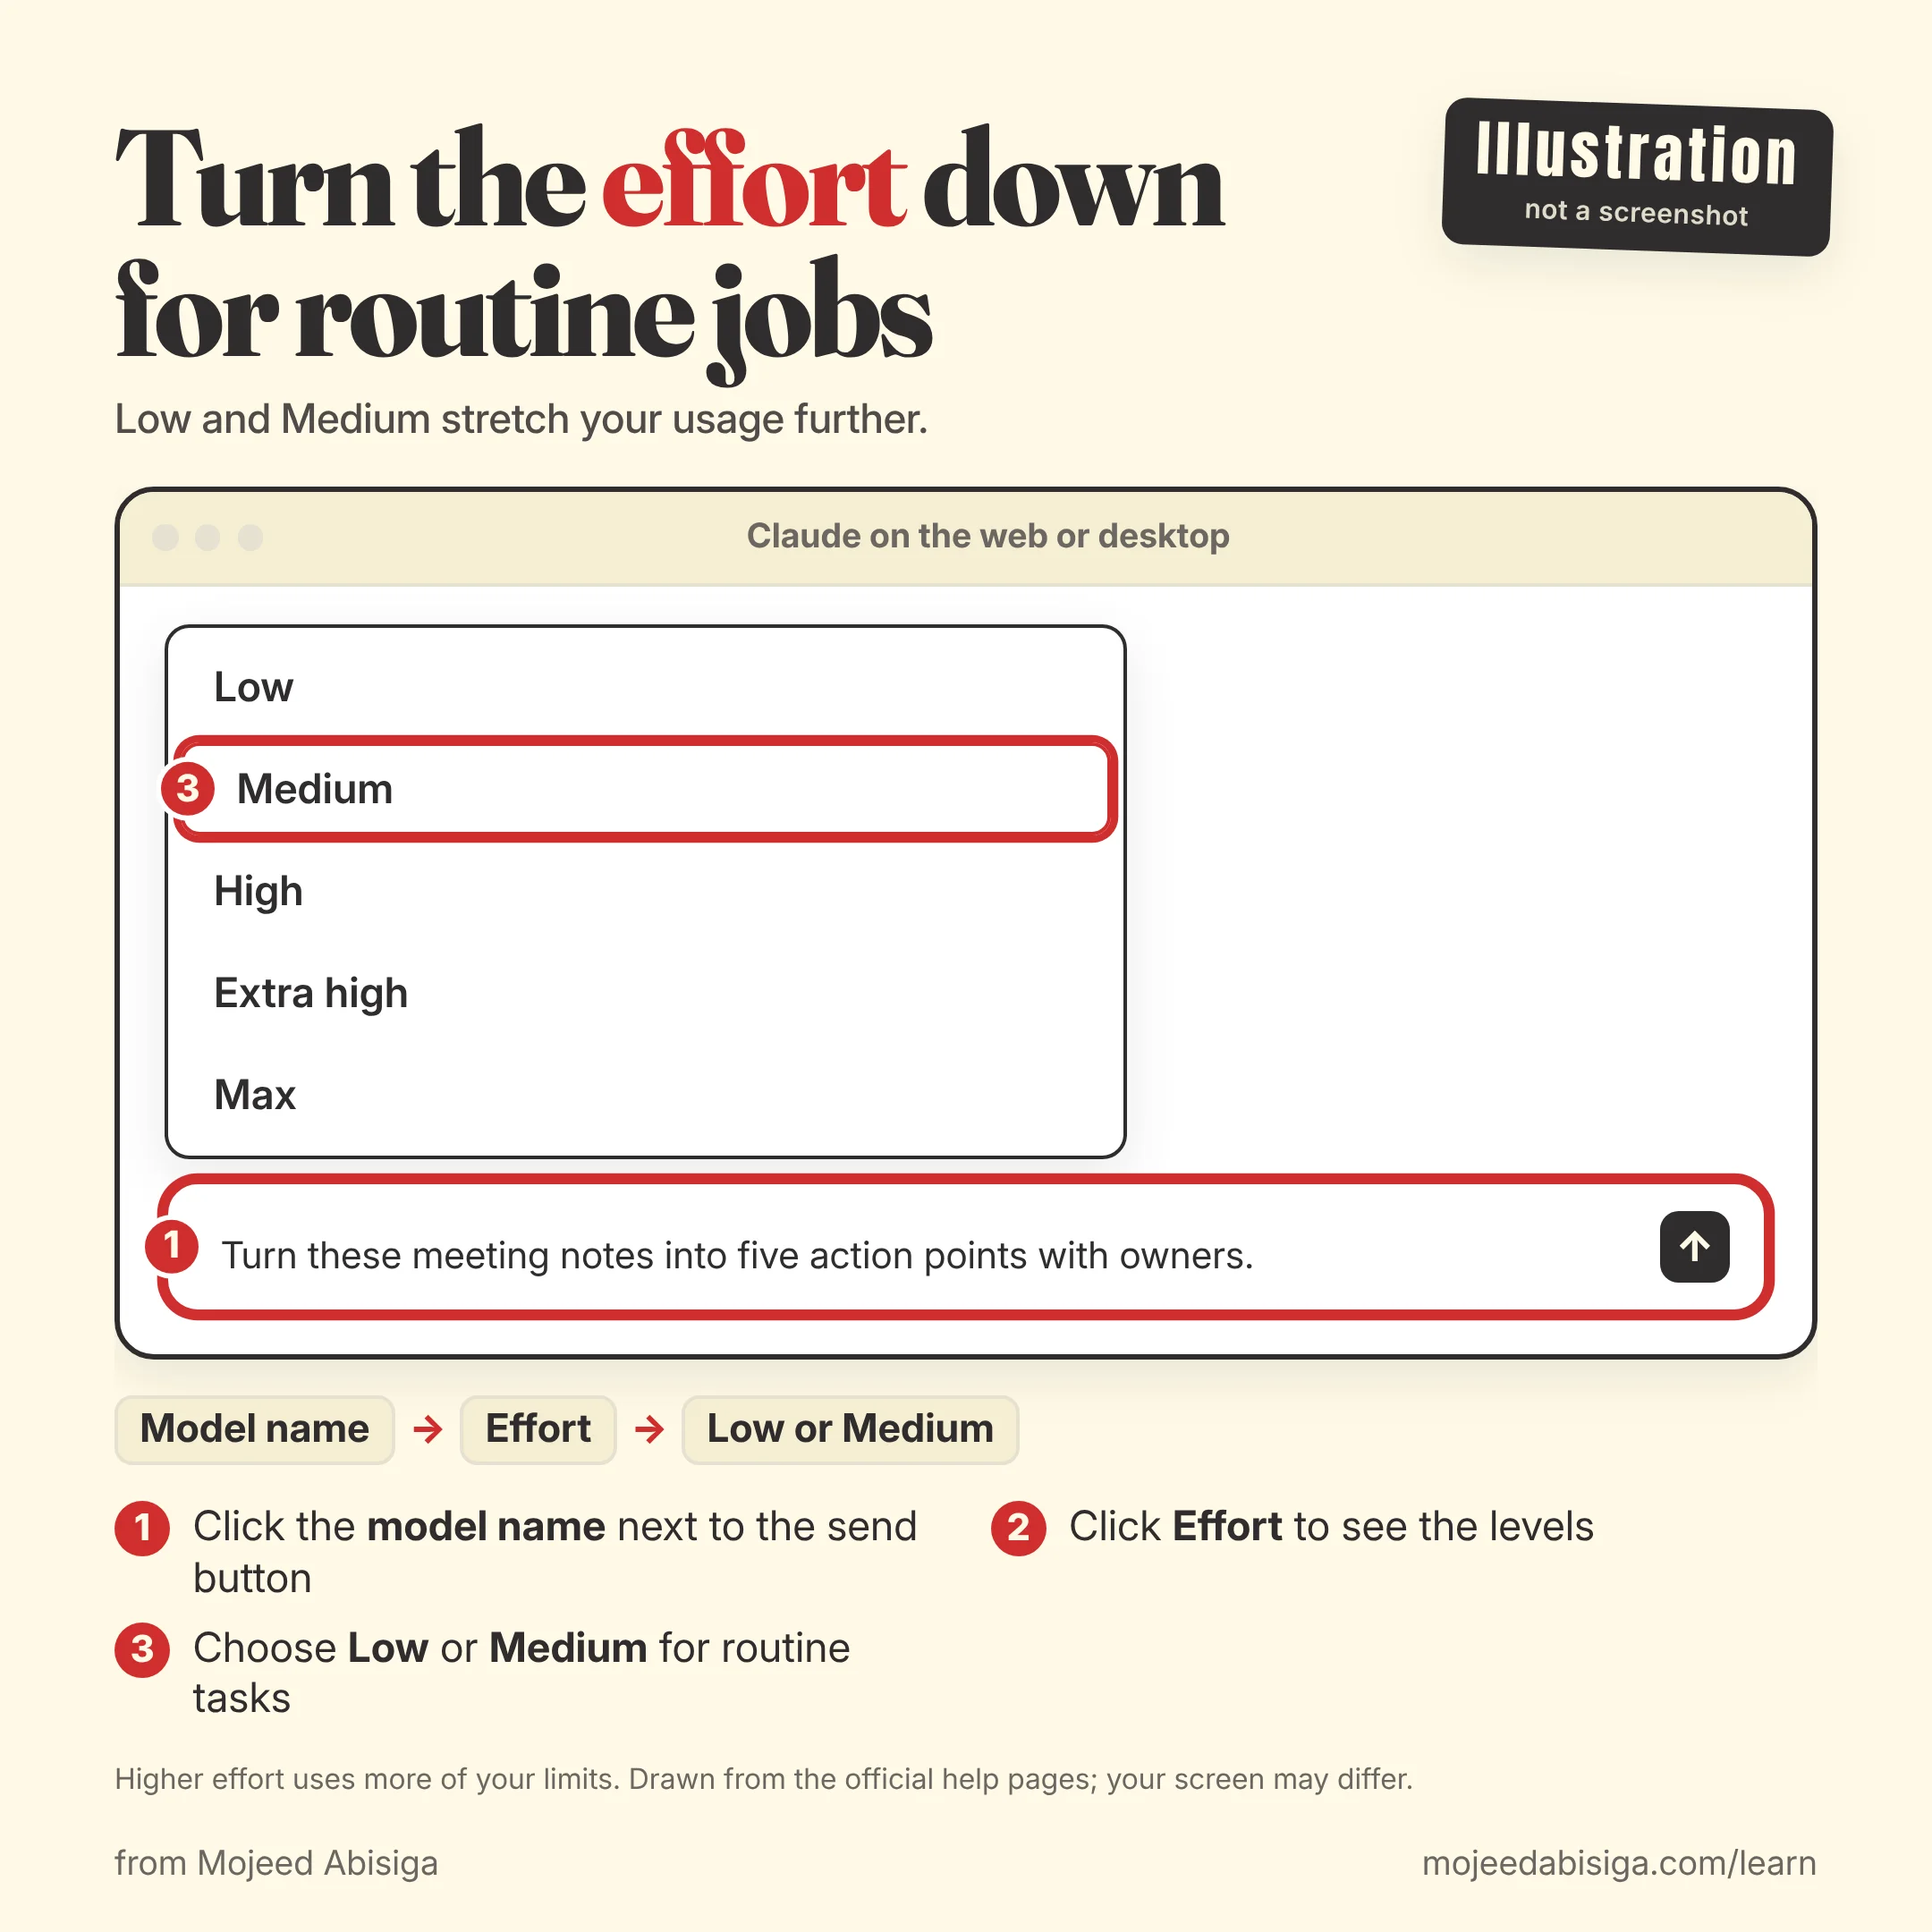 Turn the effort down
for routine jobs
Illustration
not a screenshot
Low and Medium stretch your usage further.
Claude on the web or desktop
Low
3 Medium
High
Extra high
Max
1 Turn these meeting notes into five action points with owners.
Model name → Effort → Low or Medium
1 Click the model name next to the send
button
2 Click Effort to see the levels
3 Choose Low or Medium for routine
tasks
Higher effort uses more of your limits. Drawn from the official help pages; your screen may differ.
from Mojeed Abisiga
mojeedabisiga.com/learn